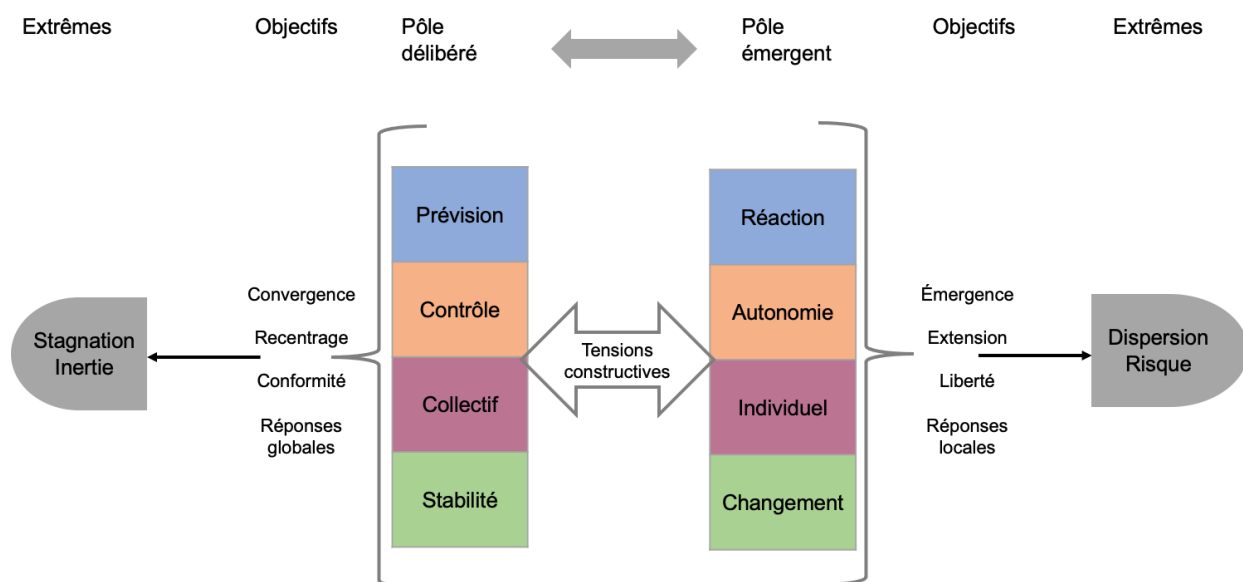 Extrêmes
Objectifs
Pôle
délibéré
Pôle
émergent
Objectifs
Extrêmes
Prévision
Contrôle
Collectif
Stabilité
Réaction
Autonomie
Individuel
Changement
Tensions
constructives
Stagnation
Inertie
Convergence
Recentrage
Conformité
Réponses
globales
Émergence
Extension
Liberté
Réponses
locales
Dispersion
Risque